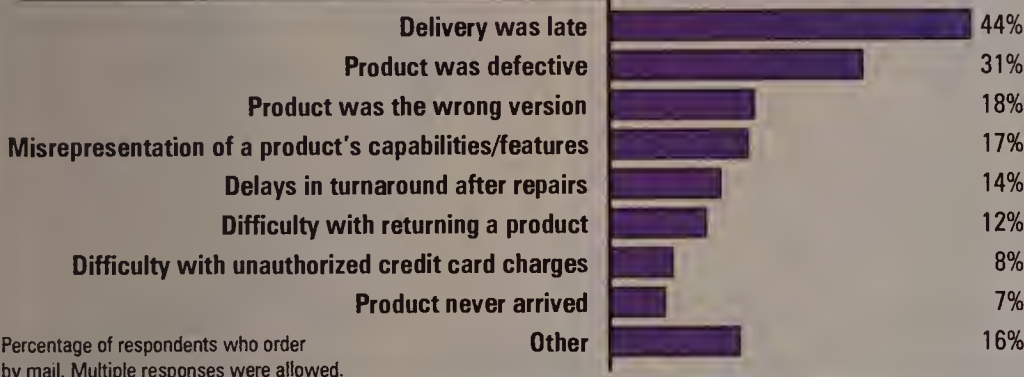 Delivery was late 44%
Product was defective 31%
Product was the wrong version 18%
Misrepresentation of a product's capabilities/features 17%
Delays in turnaround after repairs 14%
Difficulty with returning a product 12%
Difficulty with unauthorized credit card charges 8%
Product never arrived 7%
Other 16%
Percentage of respondents who order
by mail. Multiple responses were allowed.